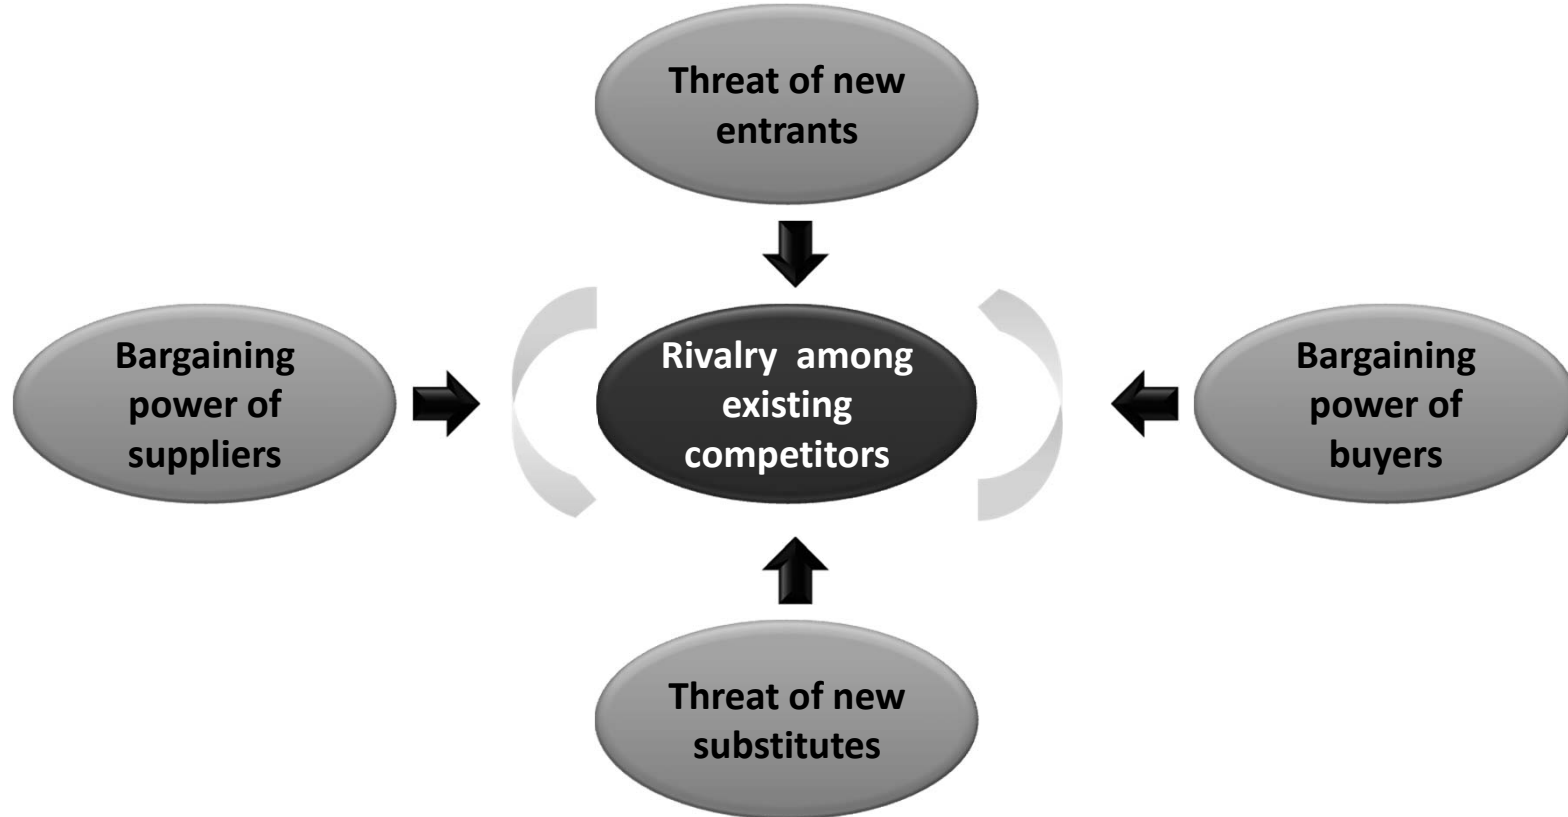 Threat of new
entrants
Bargaining
power of
suppliers
Rivalry  among
existing
competitors
Bargaining
power of
buyers
Threat of new
substitutes